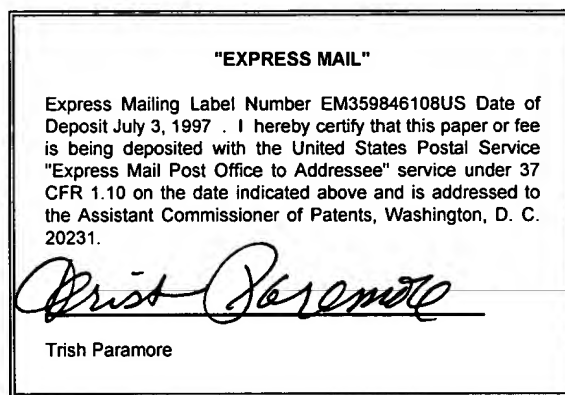 "EXPRESS MAIL"
Express Mailing Label Number EM359846108US Date of
Deposit July 3, 1997 . I hereby certify that this paper or fee
is being deposited with the United States Postal Service
"Express Mail Post Office to Addressee" service under 37
CFR 1.10 on the date indicated above and is addressed to
the Assistant Commissioner of Patents, Washington, D. C.
20231.
Trish Paramore
Trish Paramore